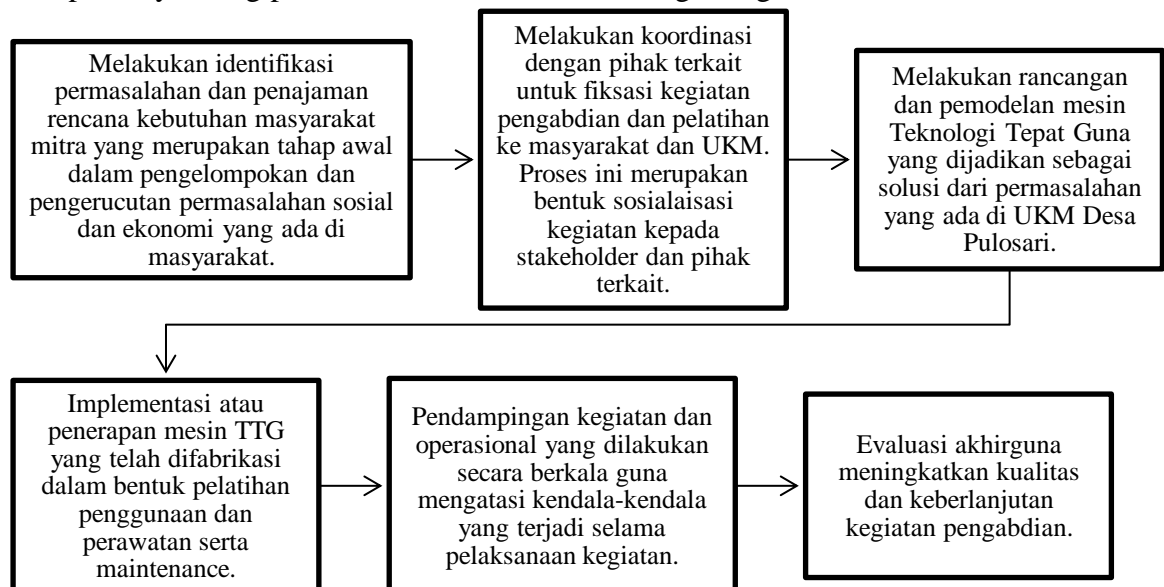 Melakukan identifikasi
permasalahan dan penajaman
rencana kebutuhan masyarakat
mitra yang merupakan tahap awal
dalam pengelompokan dan
pengerucutan permasalahan sosial
dan ekonomi yang ada di
masyarakat.
Melakukan koordinasi
dengan pihak terkait
untuk fiksasi kegiatan
pengabdian dan pelatihan
ke masyarakat dan UKM.
Proses ini merupakan
bentuk sosialaisasi
kegiatan kepada
stakeholder dan pihak
terkait.
Melakukan rancangan
dan pemodelan mesin
Teknologi Tepat Guna
yang dijadikan sebagai
solusi dari permasalahan
yang ada di UKM Desa
Pulosari.
Implementasi atau
penerapan mesin TTG
yang telah difabrikasi
dalam bentuk pelatihan
penggunaan dan
perawatan serta
maintenance.
Pendampingan kegiatan dan
operasional yang dilakukan
secara berkala guna
mengatasi kendala-kendala
yang terjadi selama
pelaksanaan kegiatan.
Evaluasi akhirguna
meningkatkan kualitas
dan keberlanjutan
kegiatan pengabdian.